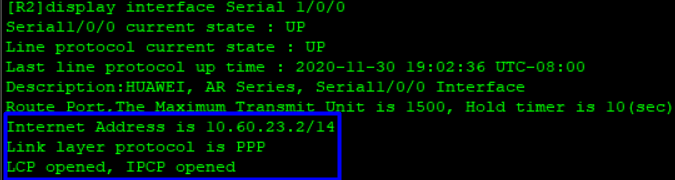 [R2]display interface Serial 1/0/0
Serial1/0/0 current state : UP
Line protocol current state : UP
Last line protocol up time : 2020-11-30 19:02:36 UTC-08:00
Description:HUAWEI, AR Series, Serial1/0/0 Interface
Route Port,The Maximum Transmit Unit is 1500, Hold timer is 10(sec)
Internet Address is 10.60.23.2/14
Link layer protocol is PPP
LCP opened, IPCP opened